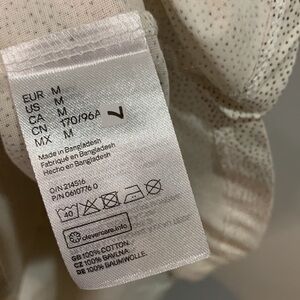 EUR M
US M
CA M
CN 170/96A
MX M
Made in Bangladesh
Fabriqué en Bangladesh
Hecho en Bangladesh
O/N 214516
P/N 0610776 0
40
clevercare.info
GB 100% COTTON.
CZ 100% BAVLNA.
DE 100% BAUMWOLLE.